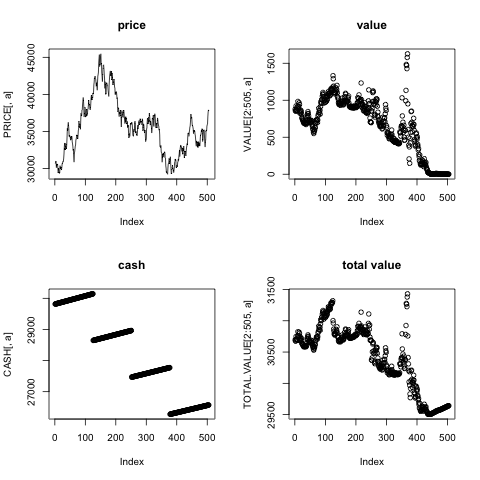 price
PRICE[, a]
30000 35000 40000 45000
0 100 200 300 400 500
Index
value
VALUE[2:505, a]
0 500 1000 1500
0 100 200 300 400 500
Index
cash
CASH[, a]
27000 29000
0 100 200 300 400 500
Index
total value
TOTAL.VALUE[2:505, a]
29500 30500 31500
0 100 200 300 400 500
Index